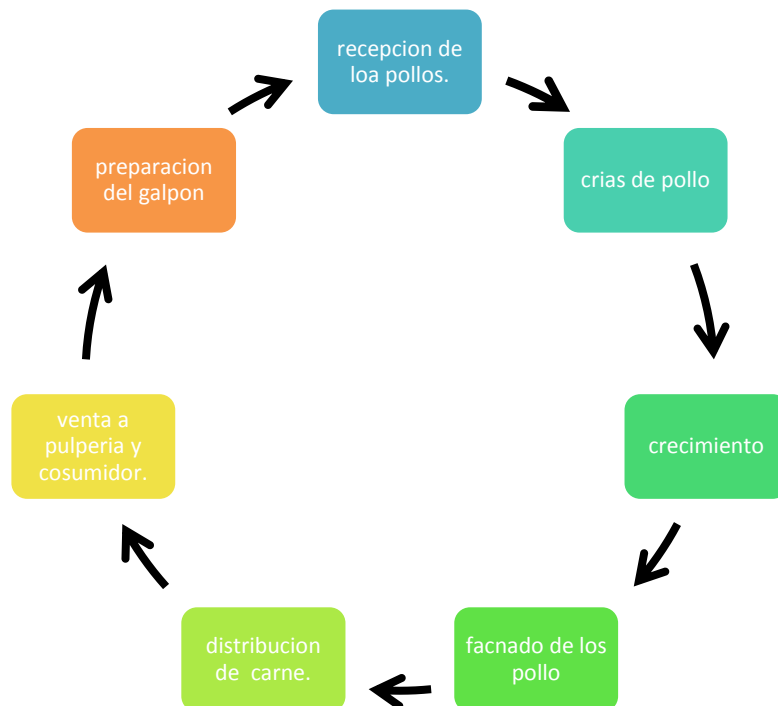 recepcion de
loa pollos.
crias de pollo
crecimiento
facnado de los
pollo
distribucion
de carne.
venta a
pulperia y
cosumidor.
preparacion
del galpon